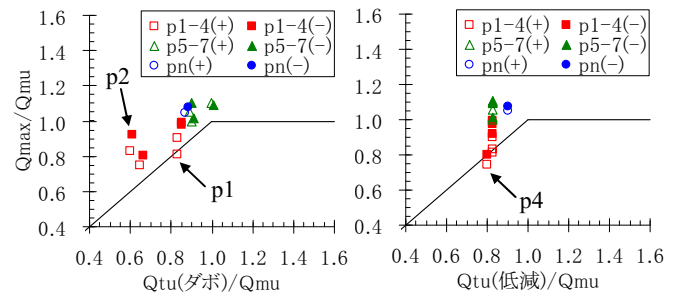 p1-4(+) p1-4(−)
p5-7(+) p5-7(−)
pn(+) pn(−)
1.6
1.4
1.2
1.0
0.8
0.6
0.4
Qmax/Qmu
p2
p1
0.4 0.6 0.8 1.0 1.2 1.4 1.6
Qtu(ダボ)/Qmu
p1-4(+) p1-4(−)
p5-7(+) p5-7(−)
pn(+) pn(−)
1.6
1.4
1.2
1.0
0.8
0.6
0.4
p4
0.4 0.6 0.8 1.0 1.2 1.4 1.6
Qtu(低減)/Qmu